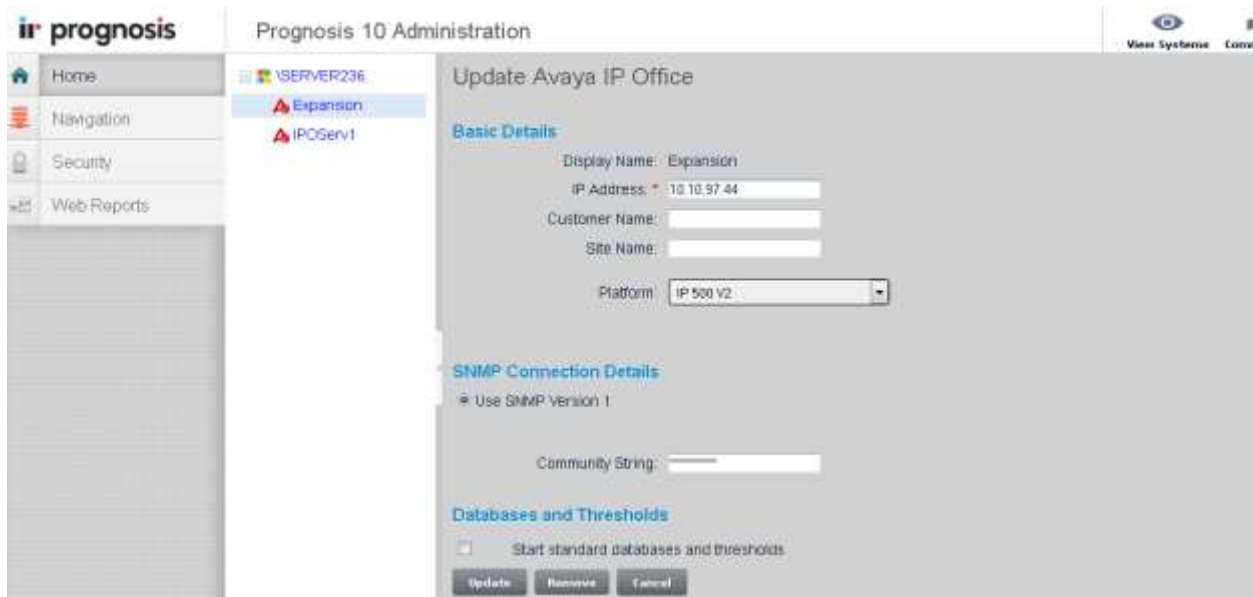 ir prognosis
Prognosis 10 Administration
View Systems
Home
Navigation
Security
Web Reports
\SERVER236
Expansion
IPOServ1
Update Avaya IP Office
Basic Details
Display Name: Expansion
IP Address: * 10.10.97.44
Customer Name:
Site Name:
Platform IP 500 V2
SNMP Connection Details
Use SNMP Version 1
Community String:
Databases and Thresholds
Start standard databases and thresholds
Update Remove Cancel